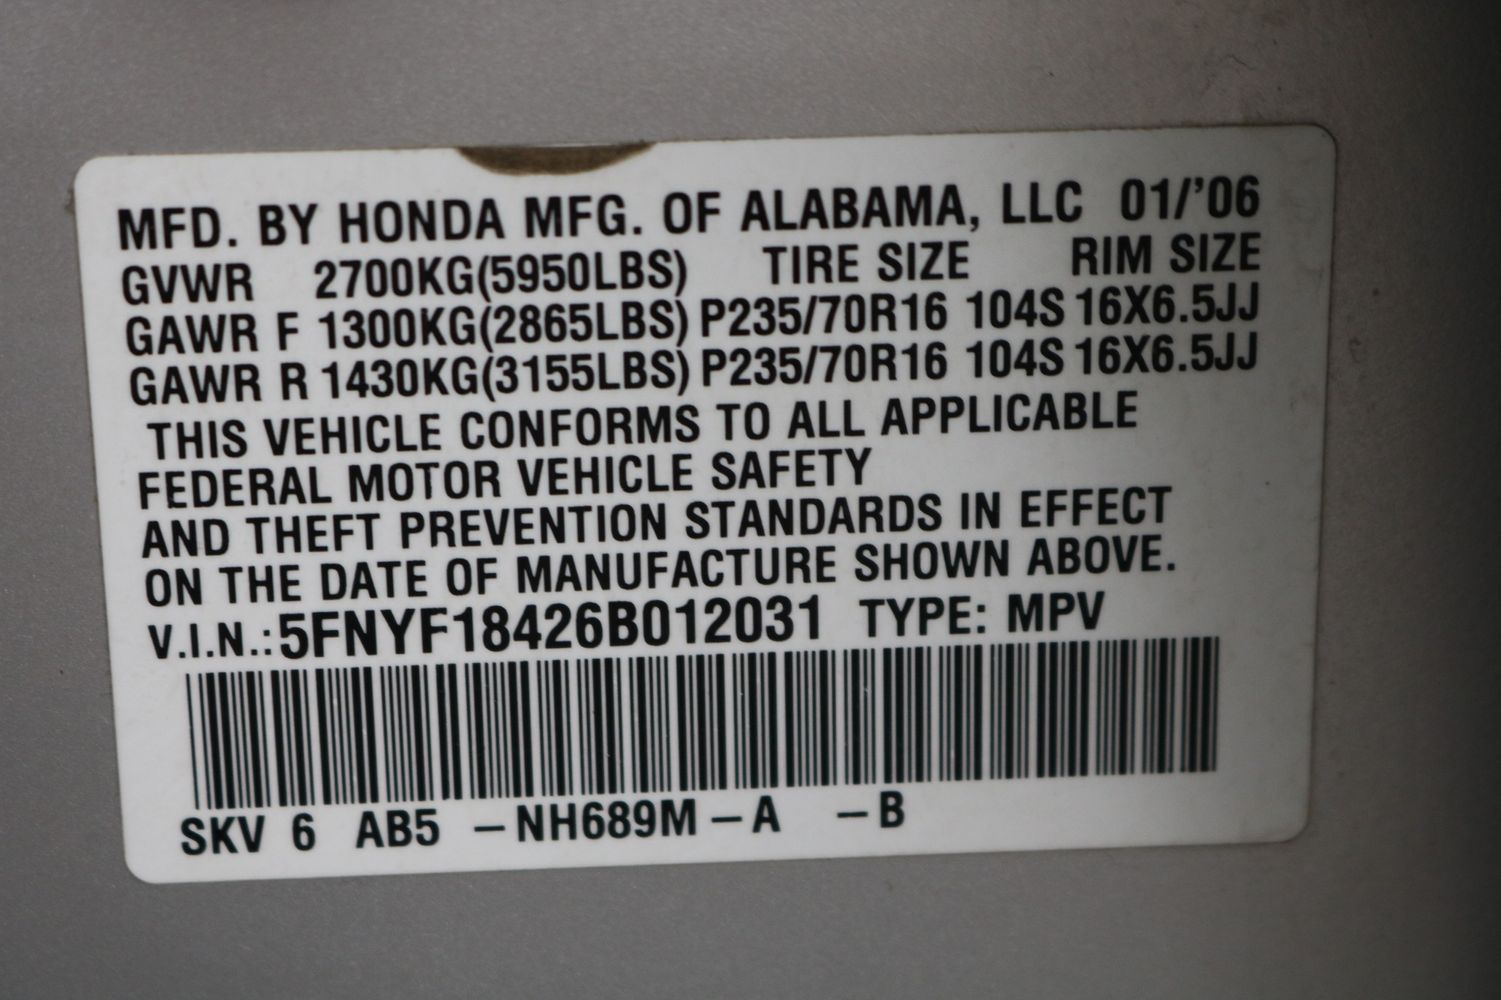 MFD. BY HONDA MFG. OF ALABAMA, LLC 01/'06
GVWR 2700KG(5950LBS) TIRE SIZE RIM SIZE
GAWR F 1300KG(2865LBS) P235/70R16 104S 16X6.5JJ
GAWR R 1430KG(3155LBS) P235/70R16 104S 16X6.5JJ
THIS VEHICLE CONFORMS TO ALL APPLICABLE
FEDERAL MOTOR VEHICLE SAFETY
AND THEFT PREVENTION STANDARDS IN EFFECT
ON THE DATE OF MANUFACTURE SHOWN ABOVE.
V.I.N.:5FNYF18426B012031 TYPE: MPV
SKV 6 AB5 –NH689M–A –B